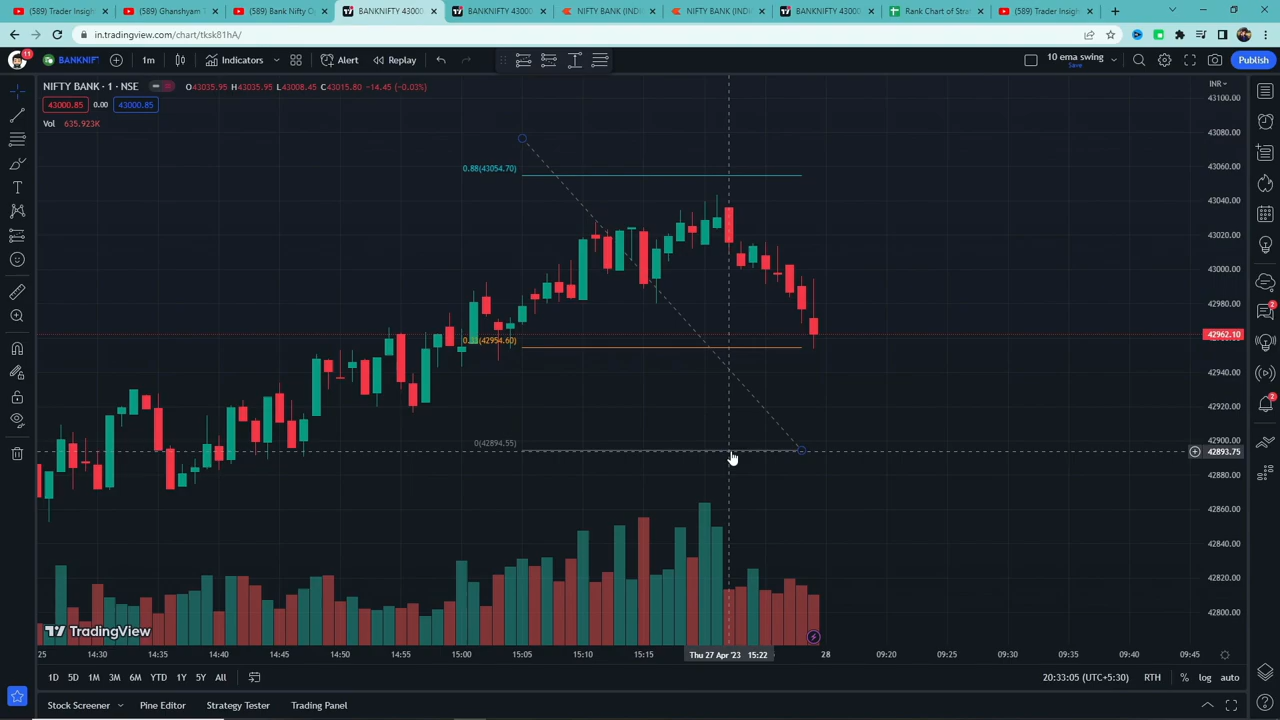 (589) Trader Insigh
(589) Ghanshyam T
(589) Bank Nifty Op
BANKNIFTY 43000
BANKNIFTY 43000
NIFTY BANK (INDI
NIFTY BANK (INDI
BANKNIFTY 43000
Rank Chart of Strat
(589) Trader Insigh
in.tradingview.com/chart/tksk81hA/
11
BANKNIFT
1m
Indicators
Alert
Replay
10 ema swing
Save
Publish
NIFTY BANK · 1 · NSE
O43035.95 H43035.95 L43008.45 C43015.80 −14.45 (−0.03%)
INR
43000.85
0.00
43000.85
Vol 635.923K
43100.00
43080.00
43060.00
43040.00
43020.00
43000.00
42980.00
42962.10
42940.00
42920.00
42900.00
42893.75
42880.00
42860.00
42840.00
42820.00
42800.00
0.88(43054.70)
(42954.60)
0(42894.55)
2
2
TradingView
25
14:30
14:35
14:40
14:45
14:50
14:55
15:00
15:05
15:10
15:15
Thu 27 Apr '23 15:22
28
09:20
09:25
09:30
09:35
09:40
09:45
1D
5D
1M
3M
6M
YTD
1Y
5Y
All
20:33:05 (UTC+5:30)
RTH
%
log
auto
Stock Screener
Pine Editor
Strategy Tester
Trading Panel